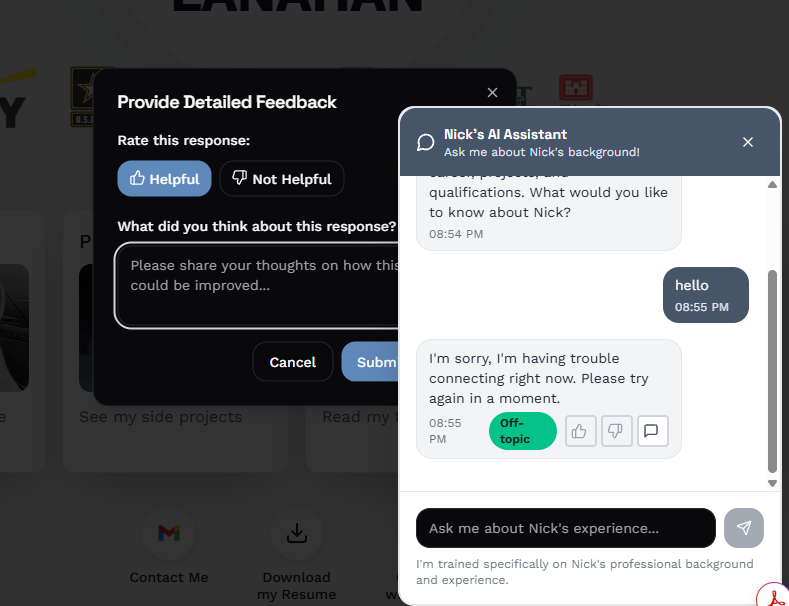 LANAHAN
Y
U.S.
Provide Detailed Feedback
Rate this response:
Helpful
Not Helpful
What did you think about this response?
Please share your thoughts on how this
could be improved...
Cancel
Subm
P
See my side projects
Read my
Contact Me
Download
my Resume
Nick's AI Assistant
Ask me about Nick's background!
qualifications. What would you like
to know about Nick?
08:54 PM
hello
08:55 PM
I'm sorry, I'm having trouble
connecting right now. Please try
again in a moment.
08:55
PM
Off-
topic
Ask me about Nick's experience...
I'm trained specifically on Nick's professional background
and experience.